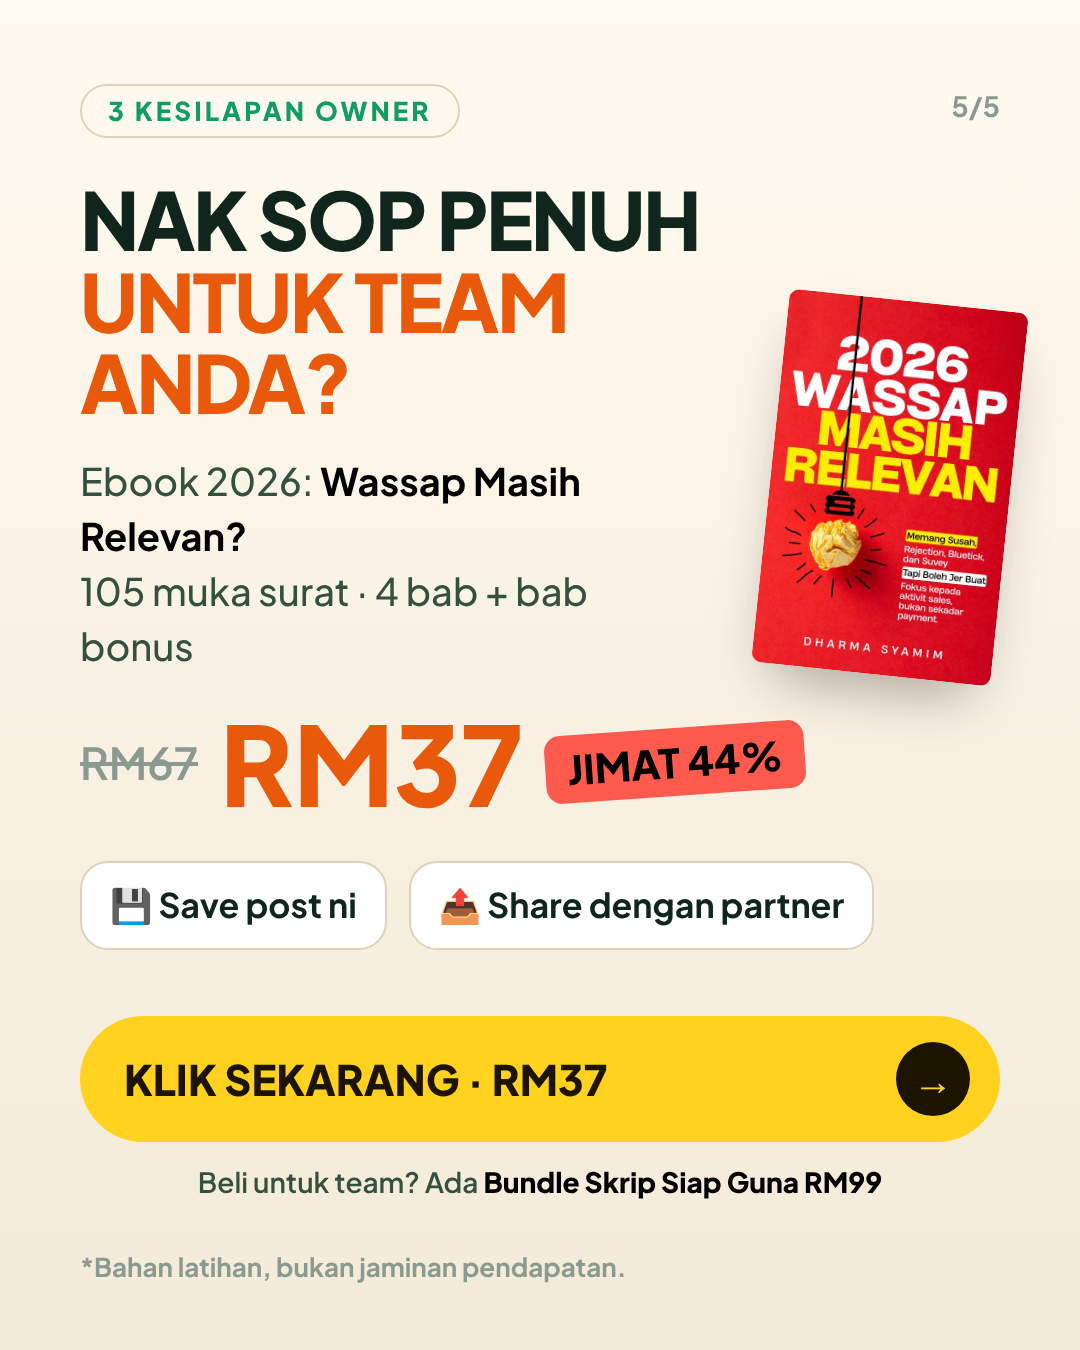 3 KESILAPAN OWNER
5/5
NAK SOP PENUH
UNTUK TEAM
ANDA?
Ebook 2026: Wassap Masih
Relevan?
105 muka surat · 4 bab + bab
bonus
2026
WASSAP
MASIH
RELEVAN
Memang Susah,
Rejection, Bluetick,
dan Suvey
Tapi Boleh Jer Buat
Fokus kepada
aktivit sales,
bukan sekadar
payment.
DHARMA SYAMIM
RM67 RM37 JIMAT 44%
💾 Save post ni
📤 Share dengan partner
KLIK SEKARANG · RM37 →
Beli untuk team? Ada Bundle Skrip Siap Guna RM99
*Bahan latihan, bukan jaminan pendapatan.